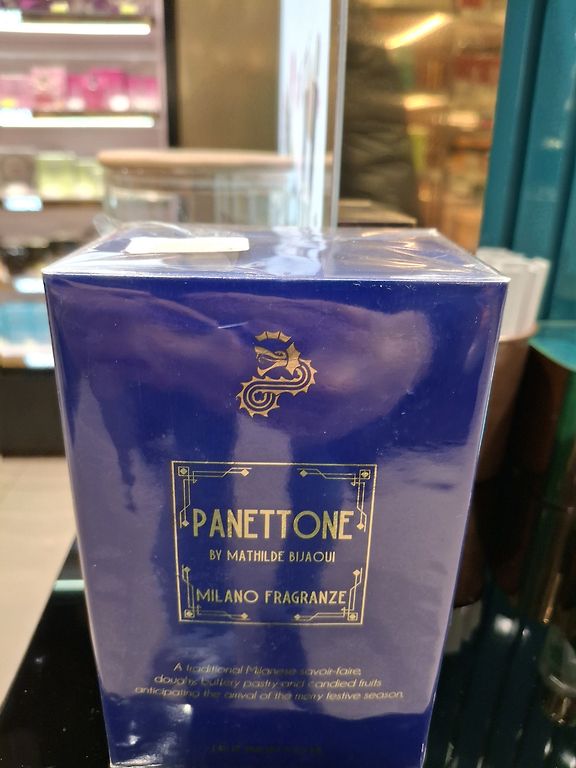 PANETTONE
BY MATHILDE BIJAOUI
MILANO FRAGRANZE
A traditional Milanese savoir-faire,
doughy, buttery pastry and candied fruits
anticipating the arrival of the merry festive season.